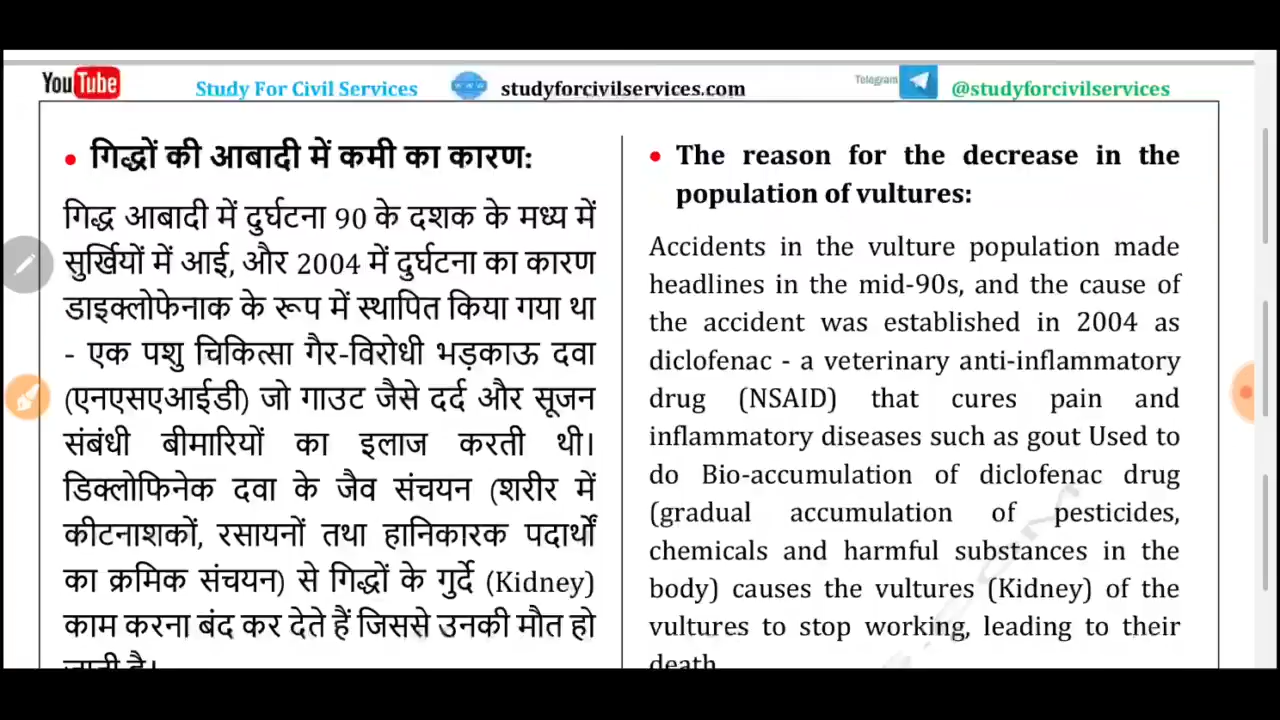 YouTube
Study For Civil Services
www
studyforcivilservices.com
Telegram
@studyforcivilservices
• गिद्धों की आबादी में कमी का कारण:
गिद्ध आबादी में दुर्घटना 90 के दशक के मध्य में
सुर्खियों में आई, और 2004 में दुर्घटना का कारण
डाइक्लोफेनाक के रूप में स्थापित किया गया था
- एक पशु चिकित्सा गैर-विरोधी भड़काऊ दवा
(एनएसएआईडी) जो गाउट जैसे दर्द और सूजन
संबंधी बीमारियों का इलाज करती थी।
डिक्लोफिनेक दवा के जैव संचयन (शरीर में
कीटनाशकों, रसायनों तथा हानिकारक पदार्थों
का क्रमिक संचयन) से गिद्धों के गुर्दे (Kidney)
काम करना बंद कर देते हैं जिससे उनकी मौत हो
जाती है।
• The reason for the decrease in the
population of vultures:
Accidents in the vulture population made
headlines in the mid-90s, and the cause of
the accident was established in 2004 as
diclofenac - a veterinary anti-inflammatory
drug (NSAID) that cures pain and
inflammatory diseases such as gout Used to
do Bio-accumulation of diclofenac drug
(gradual accumulation of pesticides,
chemicals and harmful substances in the
body) causes the vultures (Kidney) of the
vultures to stop working, leading to their
death